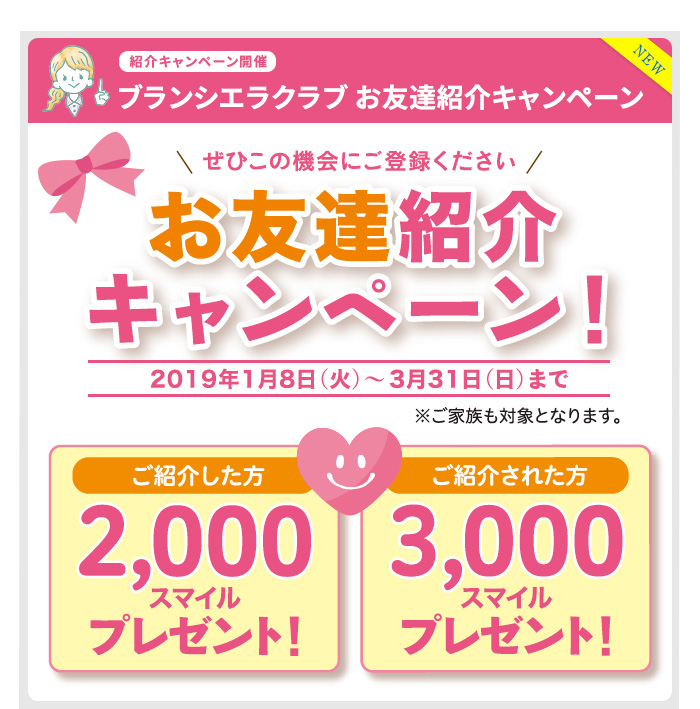 紹介キャンペーン開催
NEW
ブランシエラクラブ お友達紹介キャンペーン
ぜひこの機会にご登録ください
お友達紹介
キャンペーン!
2019年1月8日(火)～3月31日(日)まで
※ご家族も対象となります。
ご紹介した方
2,000
スマイル
プレゼント!
ご紹介された方
3,000
スマイル
プレゼント!